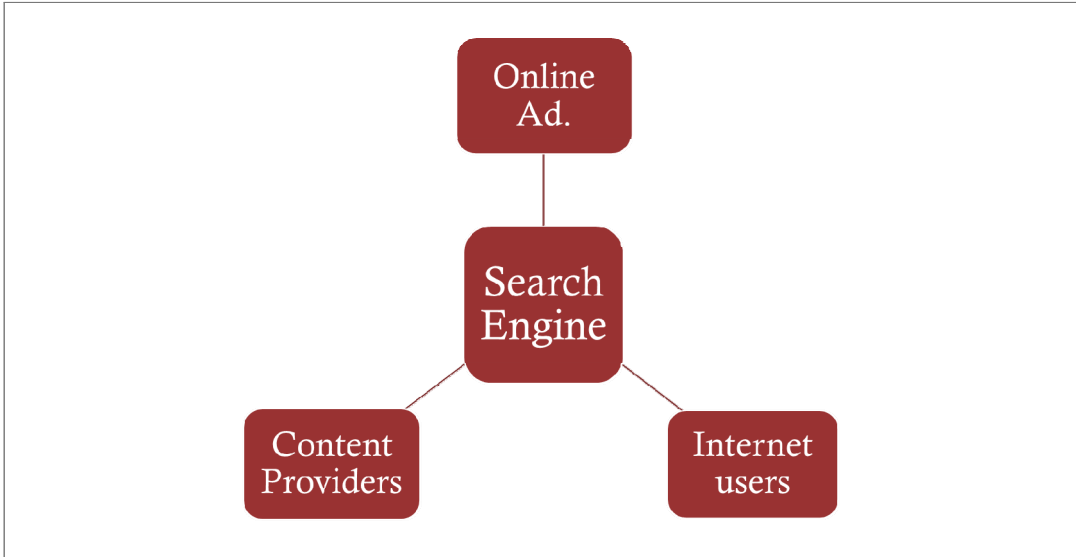 Online
Ad.
Search
Engine
Content
Providers
Internet
users